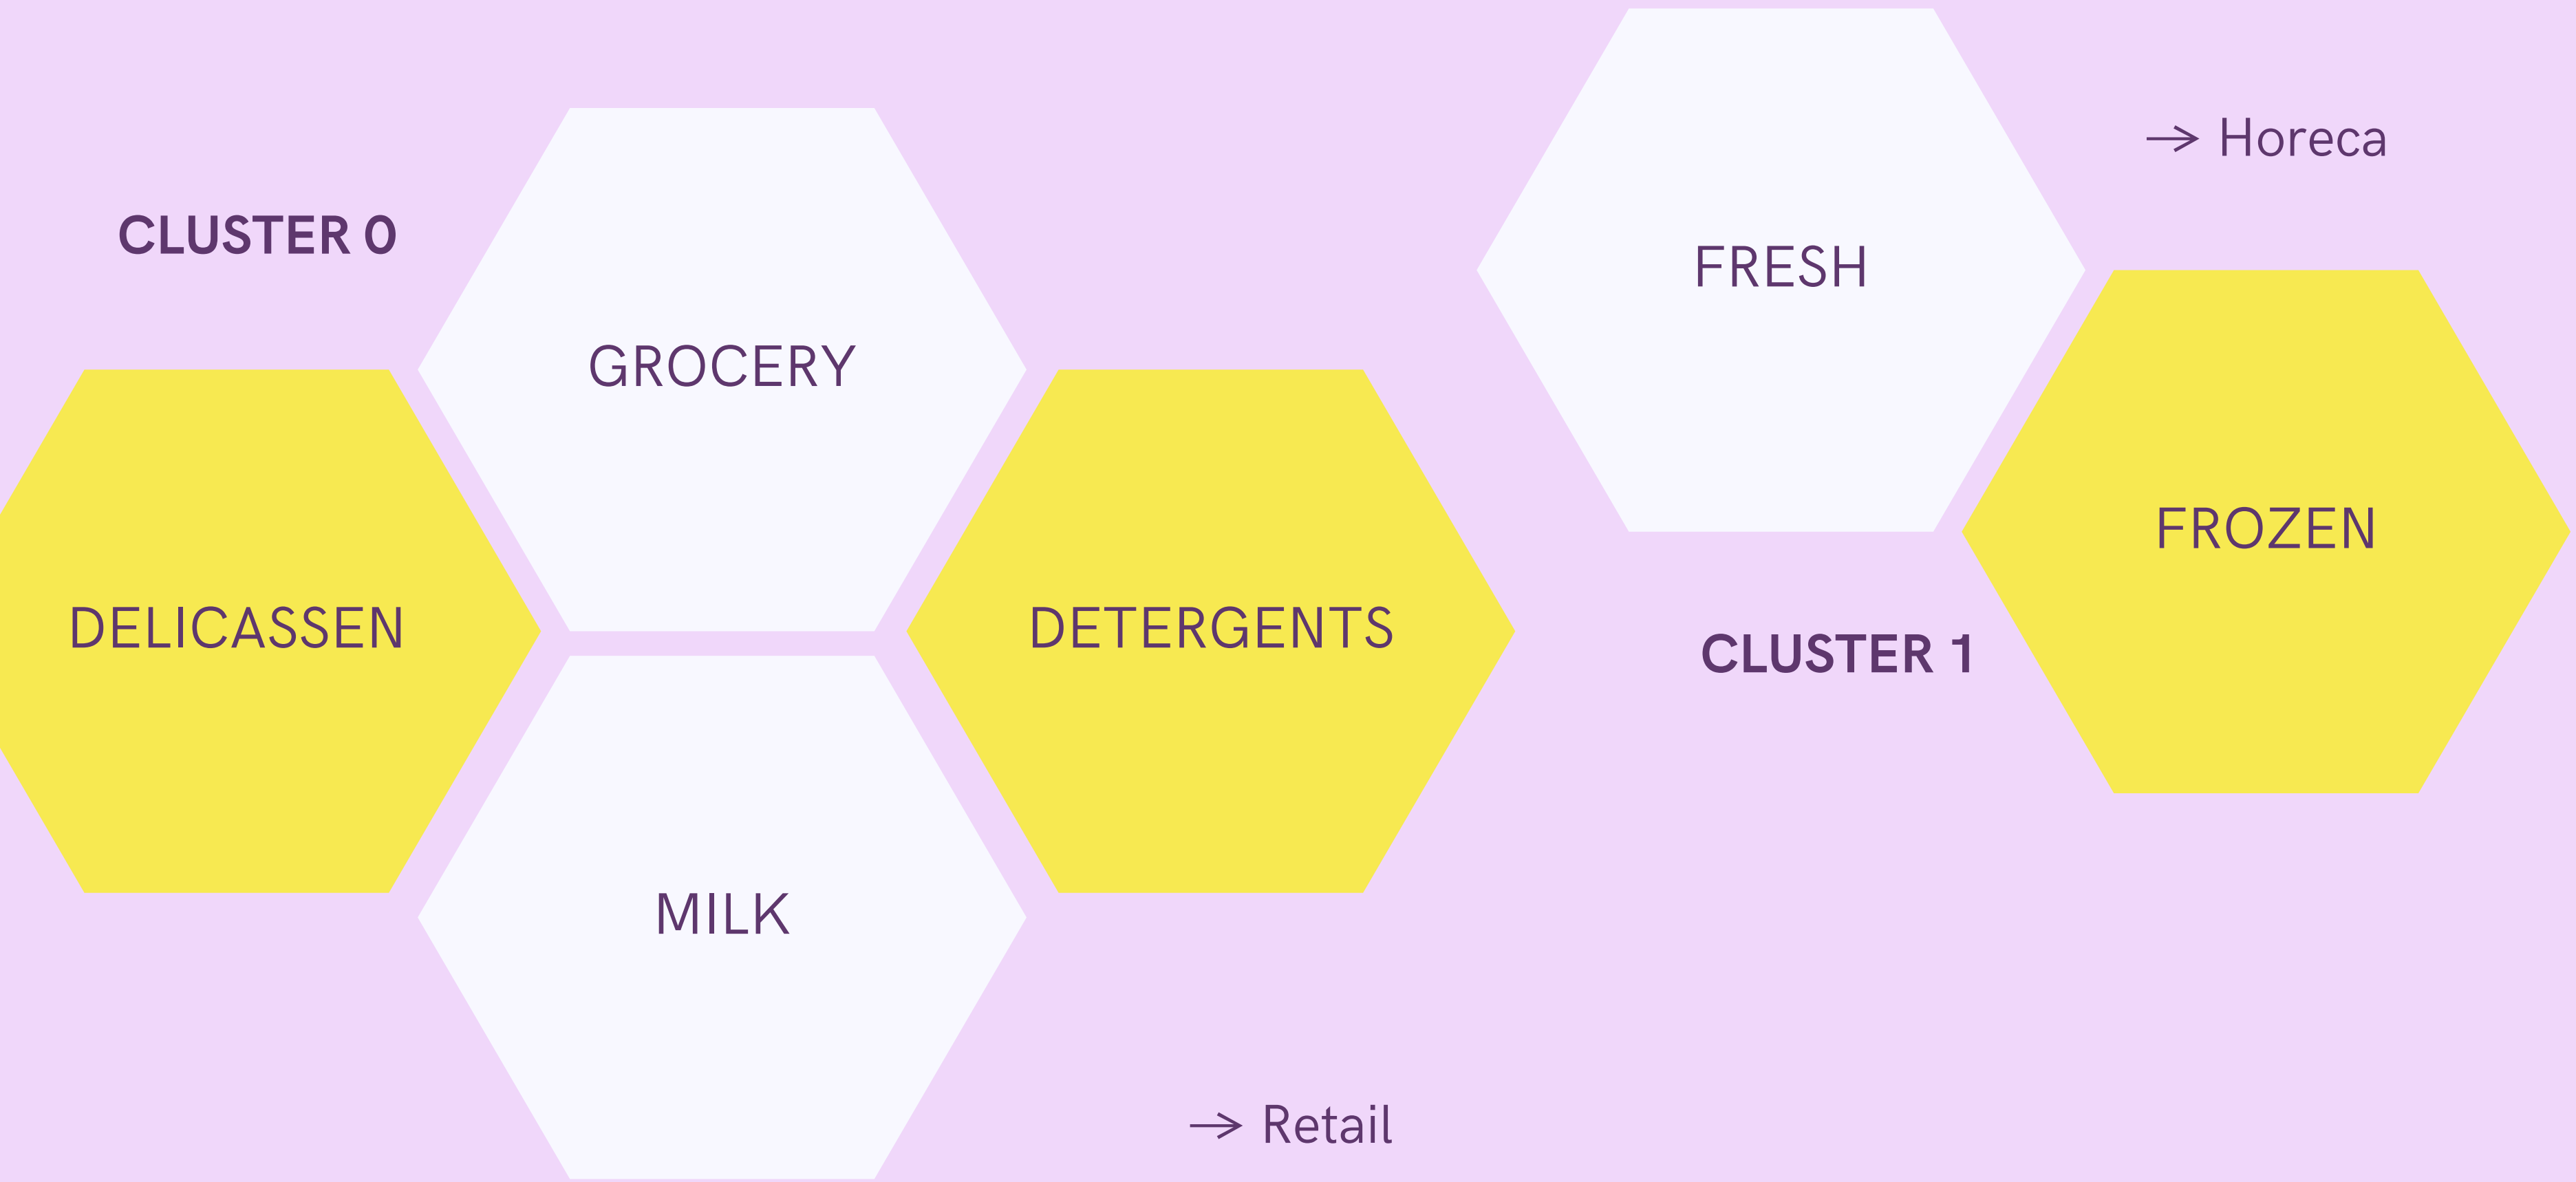 CLUSTER 0
GROCERY
DELICASSEN
DETERGENTS
MILK
→ Retail
FRESH
→ Horeca
FROZEN
CLUSTER 1